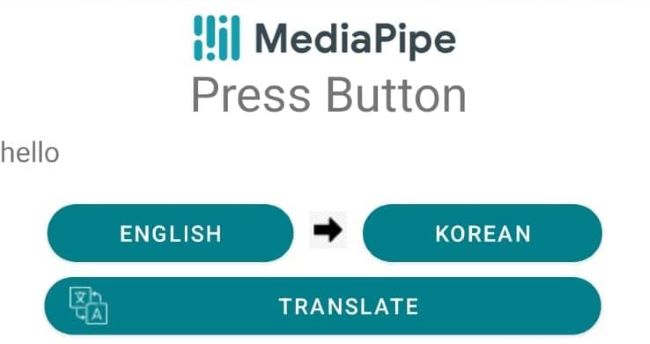 MediaPipe
Press Button
hello
ENGLISH KOREAN
TRANSLATE